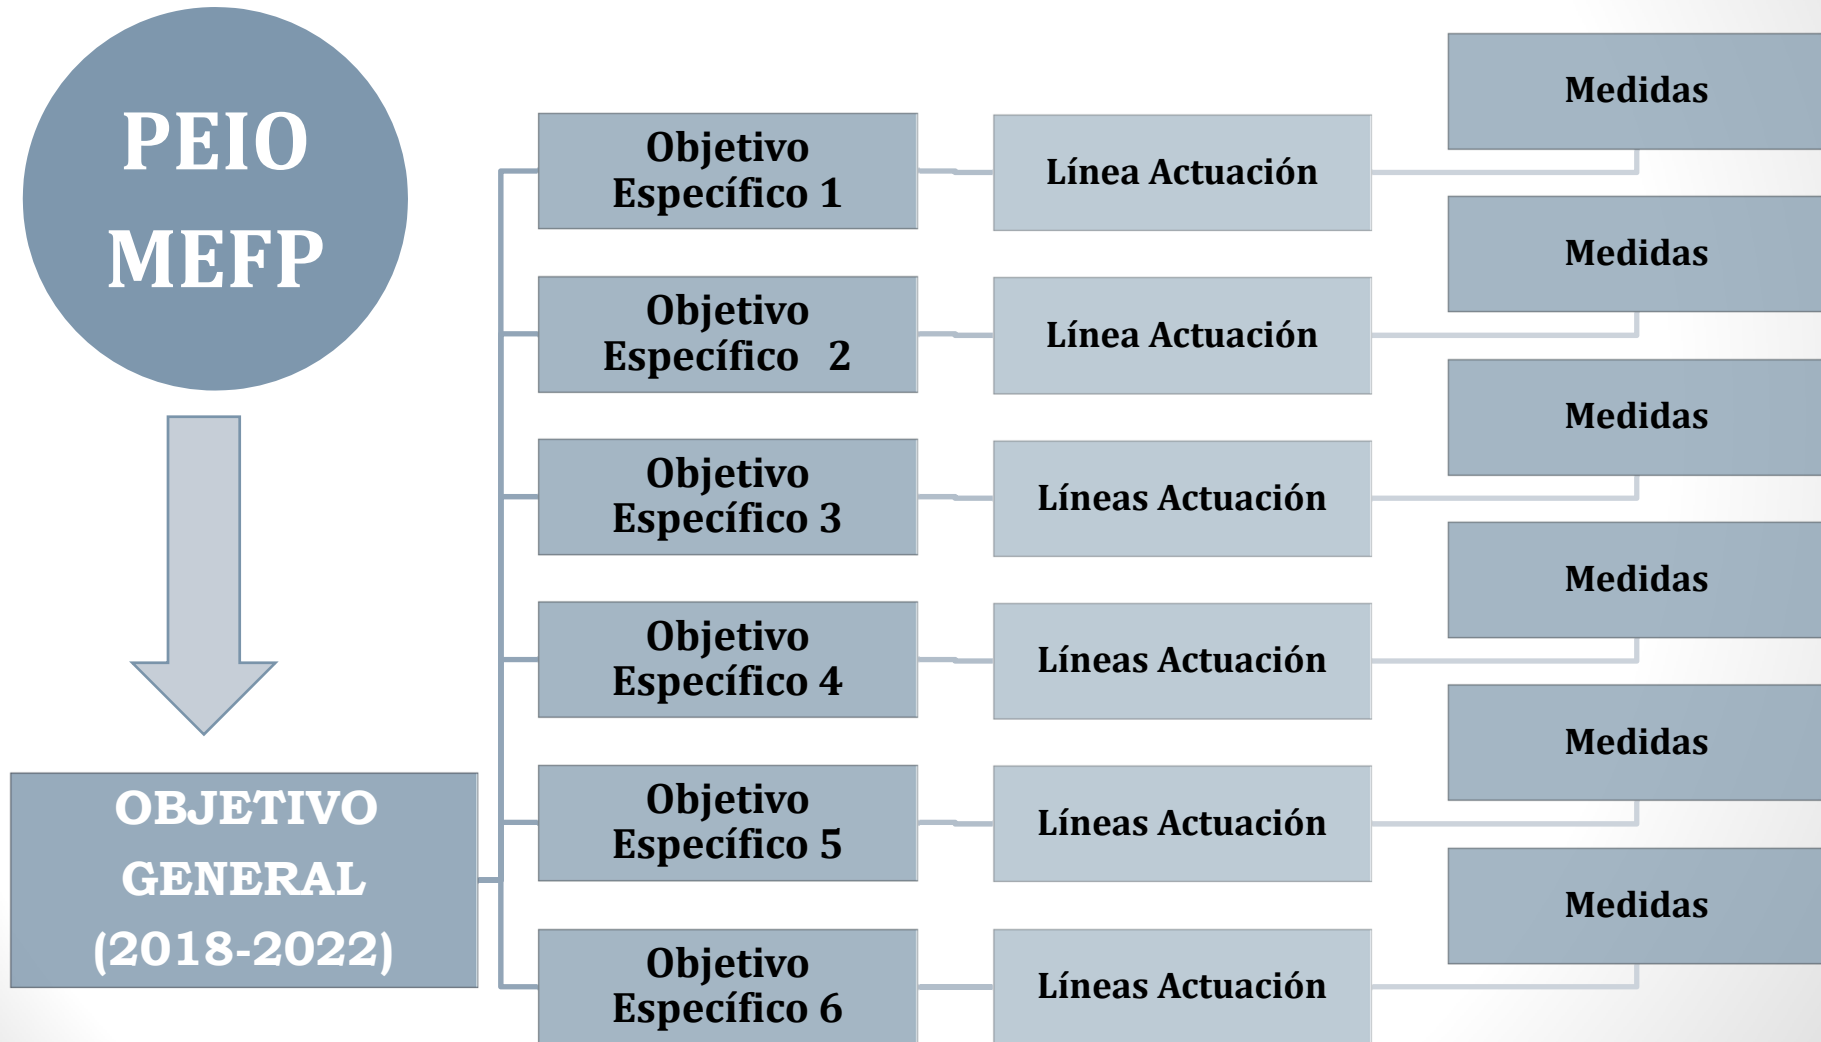 PEIO
MEFP
OBJETIVO
GENERAL
(2018-2022)
Objetivo
Específico 1
Línea Actuación
Medidas
Objetivo
Específico 2
Línea Actuación
Medidas
Objetivo
Específico 3
Líneas Actuación
Medidas
Objetivo
Específico 4
Líneas Actuación
Medidas
Objetivo
Específico 5
Líneas Actuación
Medidas
Objetivo
Específico 6
Líneas Actuación
Medidas